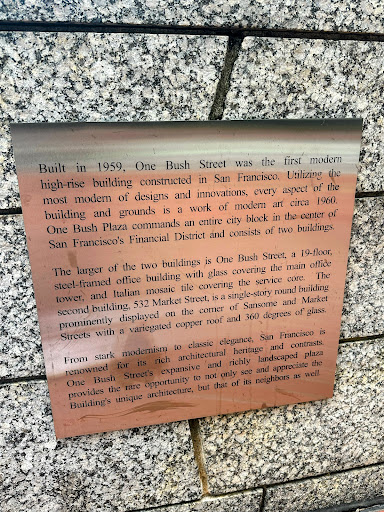 Built in 1959, One Bush Street was the first modern
high-rise building constructed in San Francisco. Utilizing the
most modern of designs and innovations, every aspect of the
building and grounds is a work of modern art circa 1960.
One Bush Plaza commands an entire city block in the center of
San Francisco's Financial District and consists of two buildings.
The larger of the two buildings is One Bush Street, a 19-floor,
steel-framed office building with glass covering the main office
tower, and Italian mosaic tile covering the service core. The
second building, 532 Market Street, is a single-story round building
prominently displayed on the corner of Sansome and Market
Streets with a variegated copper roof and 360 degrees of glass.
From stark modernism to classic elegance, San Francisco is
renowned for its rich architectural heritage and contrasts.
One Bush Street's expansive and richly landscaped plaza
provides the rare opportunity to not only see and appreciate the
Building's unique architecture, but that of its neighbors as well.